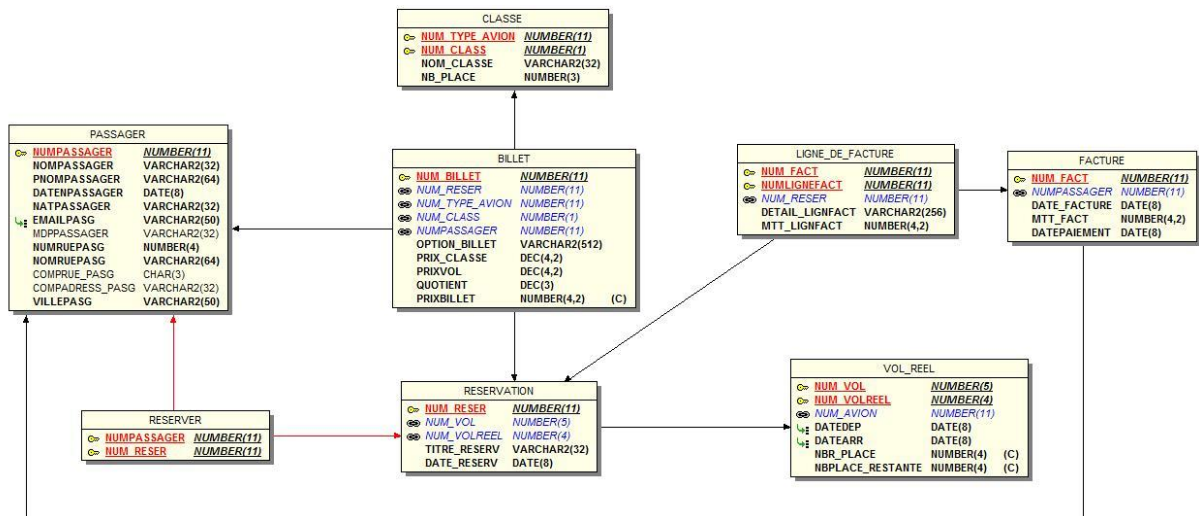 CLASSE
NUM_TYPE_AVION NUMBER(11)
NUM_CLASS NUMBER(1)
NOM_CLASSE VARCHAR2(32)
NB_PLACE NUMBER(3)
PASSAGER
NUMPASSAGER NUMBER(11)
NOMPASSAGER VARCHAR2(32)
PNOMPASSAGER VARCHAR2(64)
DATENPASSAGER DATE(8)
NATPASSAGER VARCHAR2(32)
EMAILPASG VARCHAR2(50)
MDPPASSAGER VARCHAR2(32)
NUMRUEPASG NUMBER(4)
NOMRUEPASG VARCHAR2(64)
COMPRUE_PASG CHAR(3)
COMPADRESS_PASG VARCHAR2(32)
VILLEPASG VARCHAR2(50)
BILLET
NUM_BILLET NUMBER(11)
NUM_RESER NUMBER(11)
NUM_TYPE_AVION NUMBER(11)
NUM_CLASS NUMBER(1)
NUMPASSAGER NUMBER(11)
OPTION_BILLET VARCHAR2(512)
PRIX_CLASSE DEC(4,2)
PRIXVOL DEC(4,2)
QUOTIENT DEC(3)
PRIXBILLET NUMBER(4,2) (C)
LIGNE_DE_FACTURE
NUM_FACT NUMBER(11)
NUMLIGNEFACT NUMBER(11)
NUM_RESER NUMBER(11)
DETAIL_LIGNFACT VARCHAR2(256)
MTT_LIGNFACT NUMBER(4,2)
FACTURE
NUM_FACT NUMBER(11)
NUMPASSAGER NUMBER(11)
DATE_FACTURE DATE(8)
MTT_FACT NUMBER(4,2)
DATEPAIEMENT DATE(8)
RESERVER
NUMPASSAGER NUMBER(11)
NUM_RESER NUMBER(11)
RESERVATION
NUM_RESER NUMBER(11)
NUM_VOL NUMBER(5)
NUM_VOLREEL NUMBER(4)
TITRE_RESERV VARCHAR2(32)
DATE_RESERV DATE(8)
VOL_REEL
NUM_VOL NUMBER(5)
NUM_VOLREEL NUMBER(4)
NUM_AVION NUMBER(11)
DATEDEP DATE(8)
DATEARR DATE(8)
NBR_PLACE NUMBER(4) (C)
NBPLACE_RESTANTE NUMBER(4) (C)